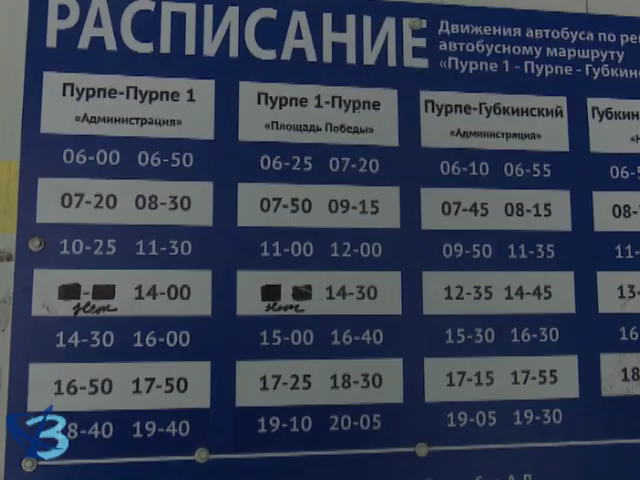 РАСПИСАНИЕ
Движения автобуса по
автобусному маршруту
«Пурпе 1 - Пурпе -
Пурпе-Пурпе 1
«Администрация»
06-00 06-50
07-20 08-30
10-25 11-30
нет 14-00
14-30 16-00
16-50 17-50
8-40 19-40
Пурпе 1-Пурпе
«Площадь Победы»
06-25 07-20
07-50 09-15
11-00 12-00
нет 14-30
15-00 16-40
17-25 18-30
19-10 20-05
Пурпе-Губкинский
«Администрация»
06-10 06-55
07-45 08-15
09-50 11-35
12-35 14-45
15-30 16-30
17-15 17-55
19-05 19-30
3